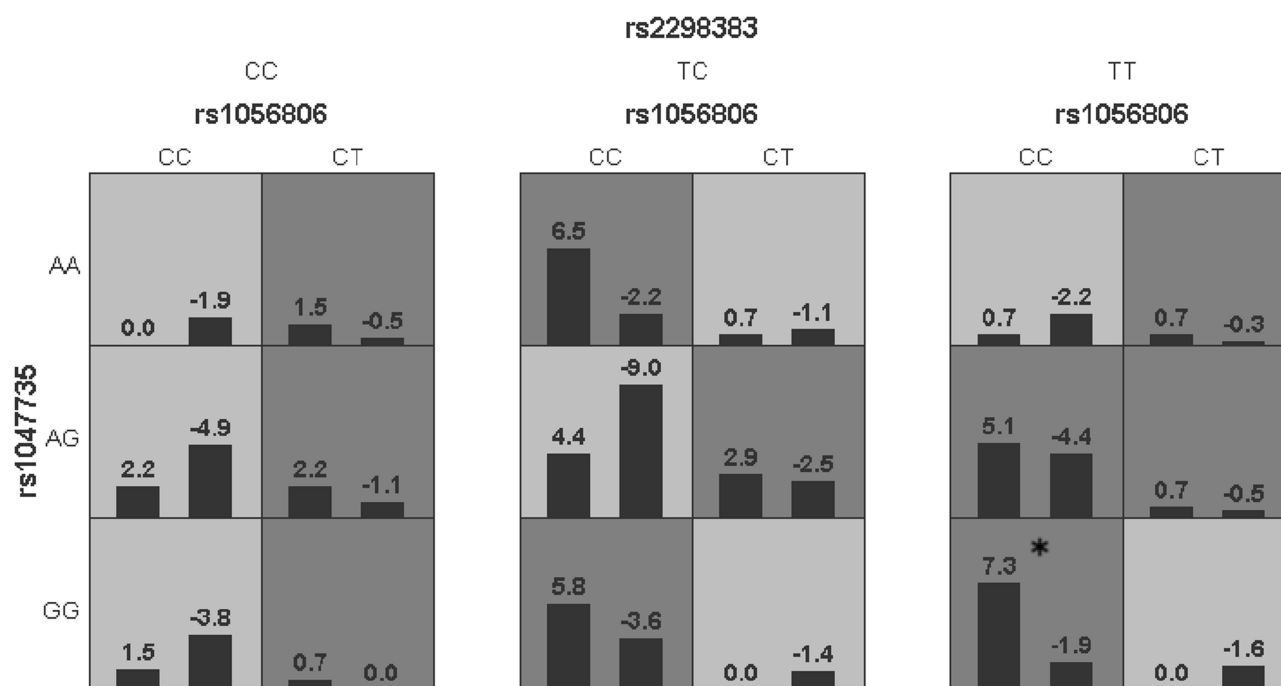 rs2298383
CC TC TT
rs1056806 rs1056806 rs1056806
CC CT CC CT CC CT
rs1047735
AA
0.0 -1.9 1.5 -0.5 6.5 -2.2 0.7 -1.1 0.7 -2.2 0.7 -0.3
AG
2.2 -4.9 2.2 -1.1 4.4 -9.0 2.9 -2.5 5.1 -4.4 0.7 -0.5
GG
1.5 -3.8 0.7 0.0 5.8 -3.6 0.0 -1.4 7.3 * -1.9 0.0 -1.6